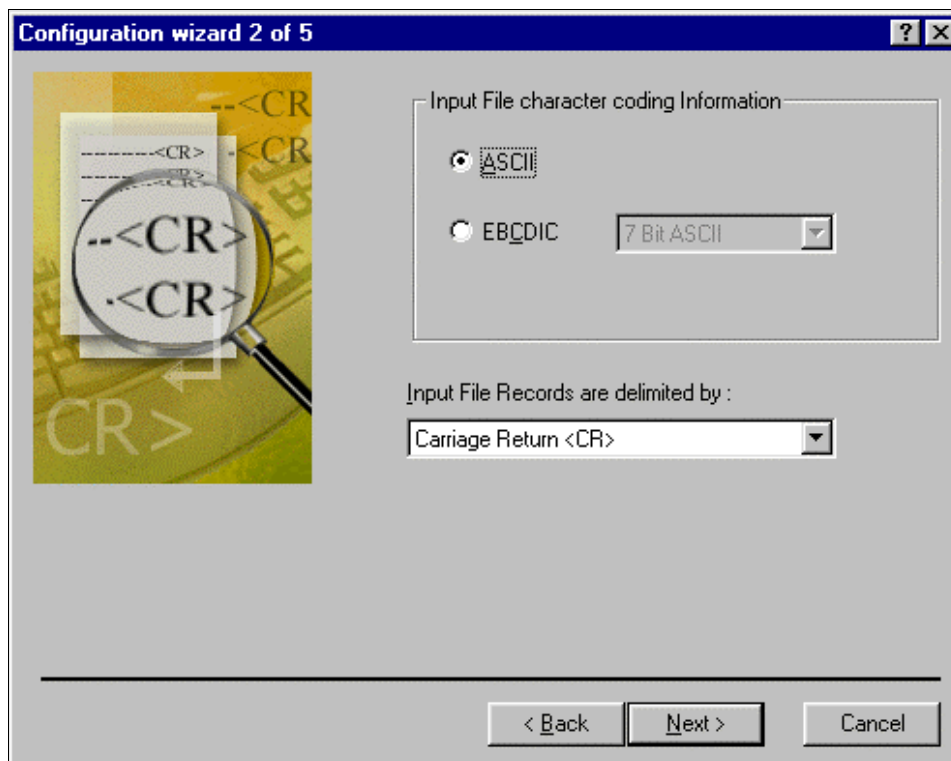 Configuration wizard 2 of 5
--<CR
-<CR
--------<CR>
<CR>
--<CR>
.<CR>
CR>
Input File character coding Information
ASCII
EBCDIC
7 Bit ASCII
Input File Records are delimited by :
Carriage Return <CR>
< Back
Next >
Cancel